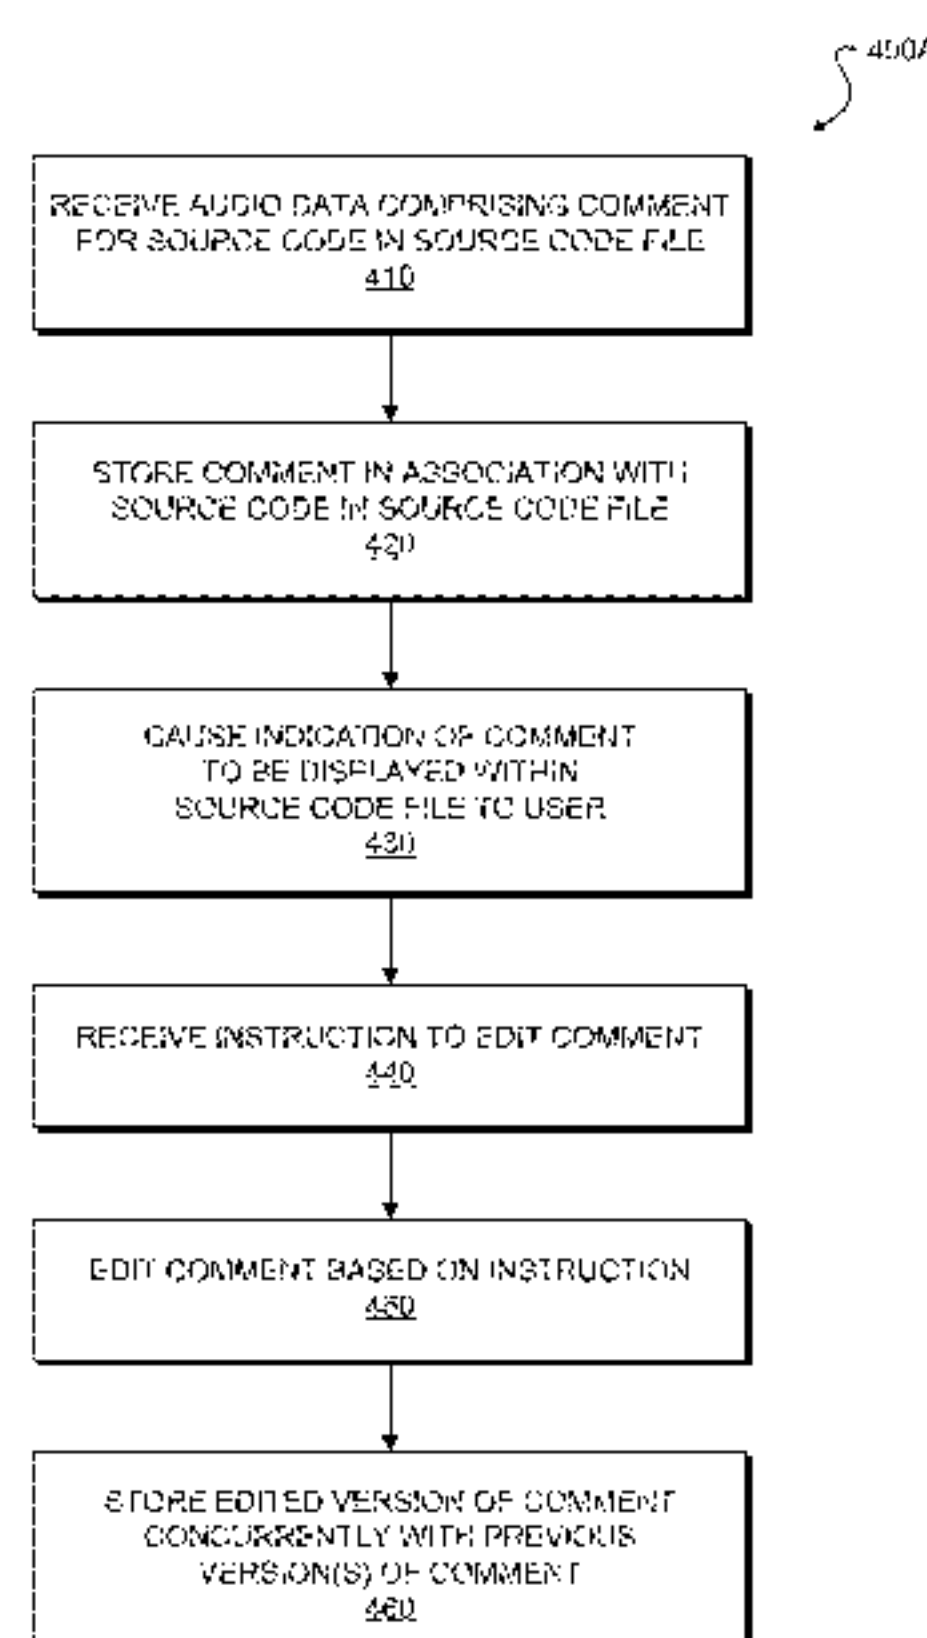 400A
RECEIVE AUDIO DATA COMPRISING COMMENT
FOR SOURCE CODE IN SOURCE CODE FILE
410
STORE COMMENT IN ASSOCIATION WITH
SOURCE CODE IN SOURCE CODE FILE
420
CAUSE INDICATION OF COMMENT
TO BE DISPLAYED WITHIN
SOURCE CODE FILE TO USER
430
RECEIVE INSTRUCTION TO EDIT COMMENT
440
EDIT COMMENT BASED ON INSTRUCTION
450
STORE EDITED VERSION OF COMMENT
CONCURRENTLY WITH PREVIOUS
VERSION(S) OF COMMENT
460